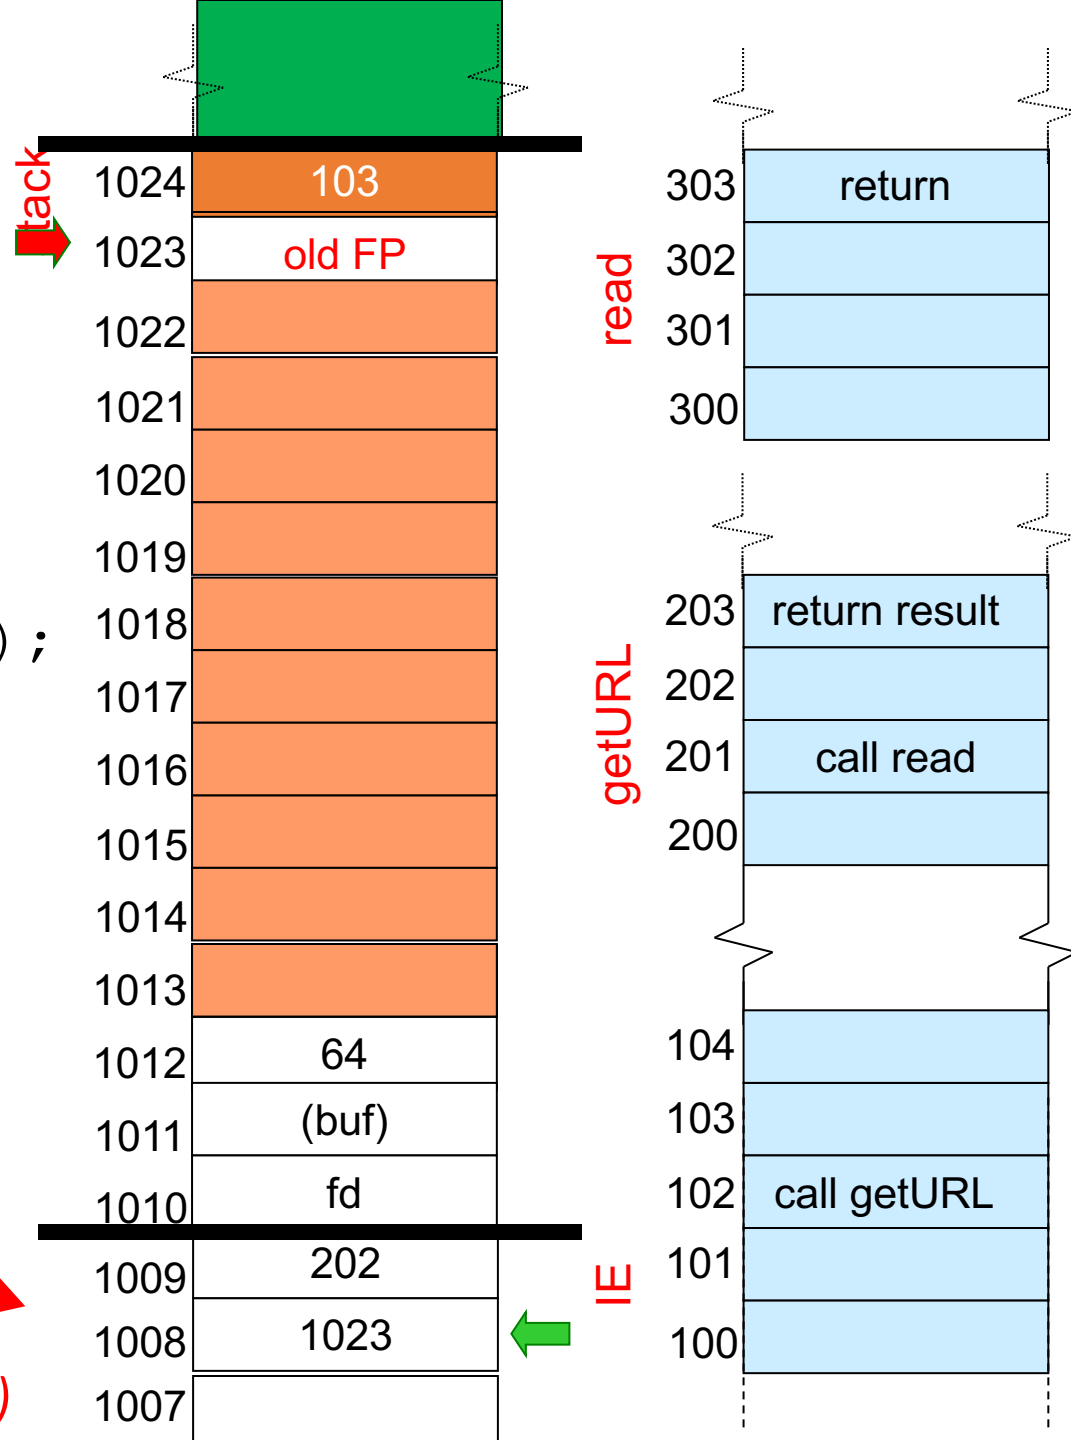 tack
1024 103
1023 old FP
1022
1021
1020
1019
1018
) ;
1017
1016
1015
1014
1013
1012 64
1011 (buf)
1010 fd
1009 202
1008 1023
)
1007
read
303 return
302
301
300
getURL
203 return result
202
201 call read
200
IE
104
103
102 call getURL
101
100